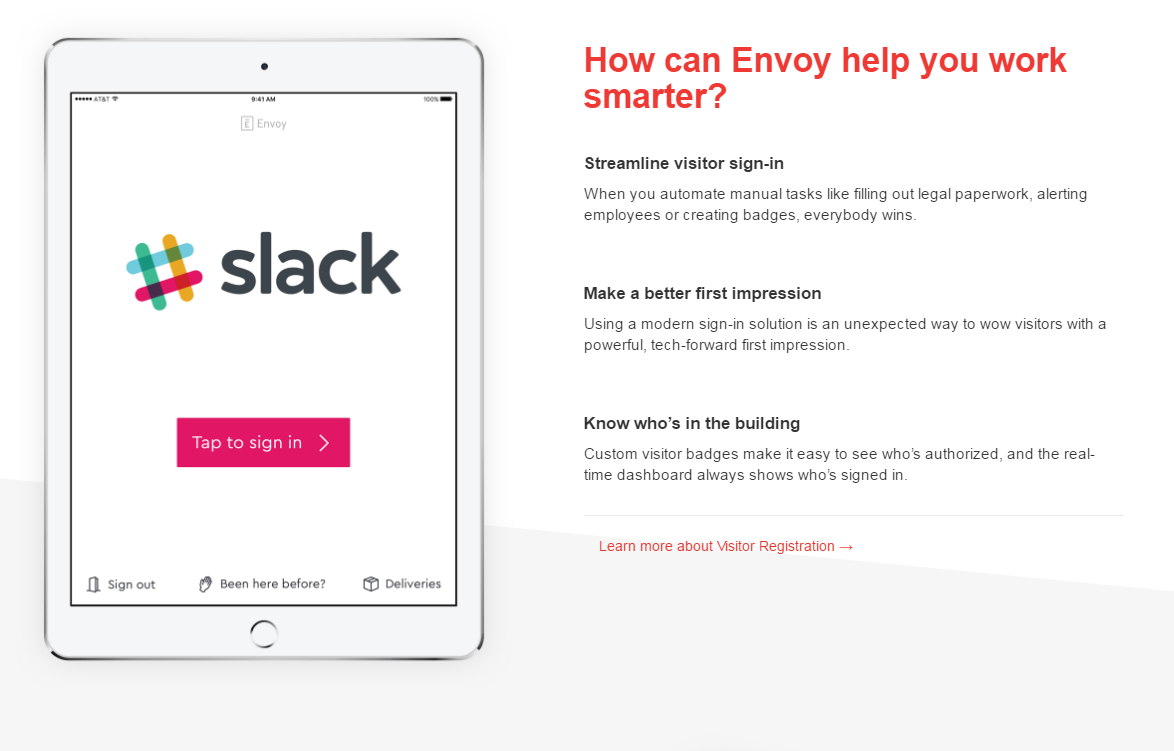 AT&T
9:41 AM
100%
Envoy
slack
Tap to sign in
Sign out
Been here before?
Deliveries
How can Envoy help you work
smarter?
Streamline visitor sign-in
When you automate manual tasks like filling out legal paperwork, alerting
employees or creating badges, everybody wins.
Make a better first impression
Using a modern sign-in solution is an unexpected way to wow visitors with a
powerful, tech-forward first impression.
Know who’s in the building
Custom visitor badges make it easy to see who’s authorized, and the real-
time dashboard always shows who’s signed in.
Learn more about Visitor Registration →